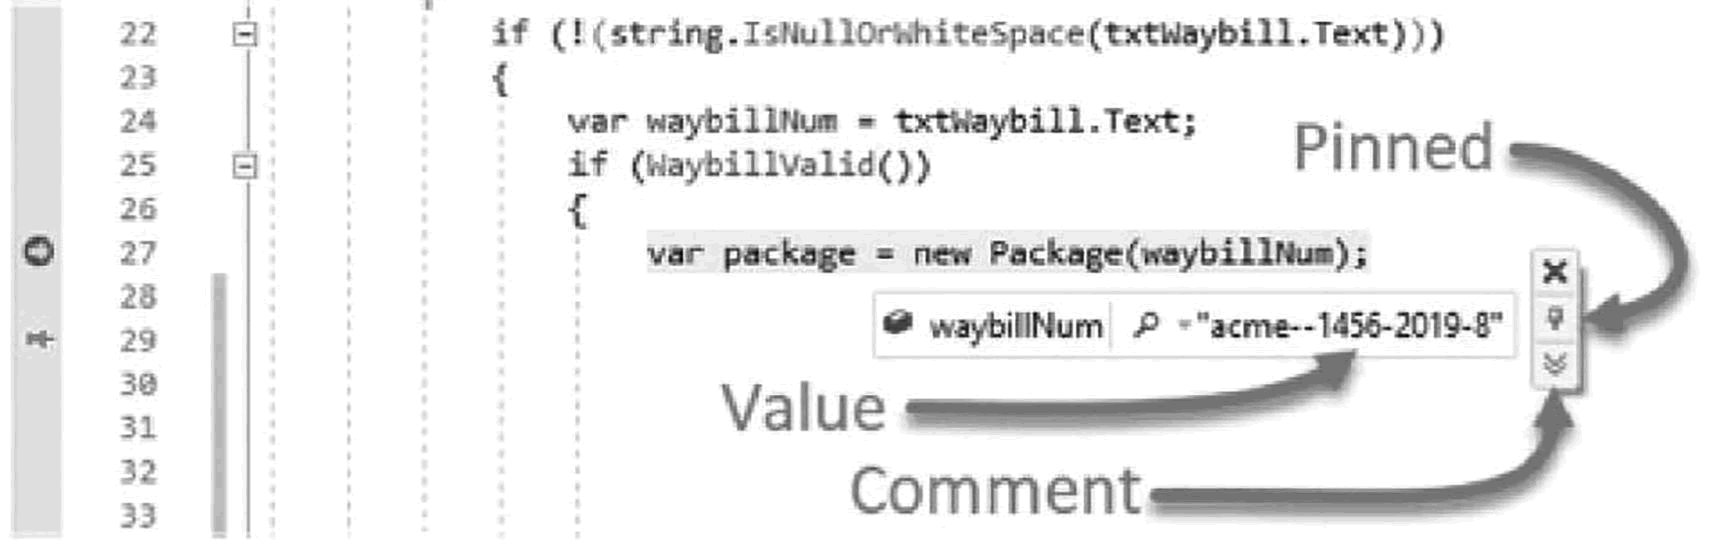 22 if (!(string.IsNullOrWhiteSpace(txtWaybill.Text)))
23 {
24 var waybillNum = txtWaybill.Text;
Pinned
25 if (WaybillValid())
26 {
27 var package = new Package(waybillNum);
28
waybillNum "acme--1456-2019-8"
29
30
Value
31
32
Comment
33